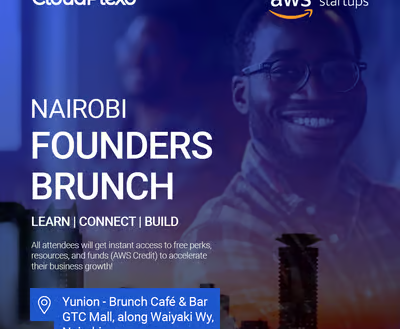 CloudPlexo
aws
startups
NAIROBI
FOUNDERS
BRUNCH
LEARN | CONNECT | BUILD
All attendees will get instant access to free perks,
resources, and funds (AWS Credit) to accelerate
their business growth!
Yunion - Brunch Café & Bar
GTC Mall, along Waiyaki Wy,